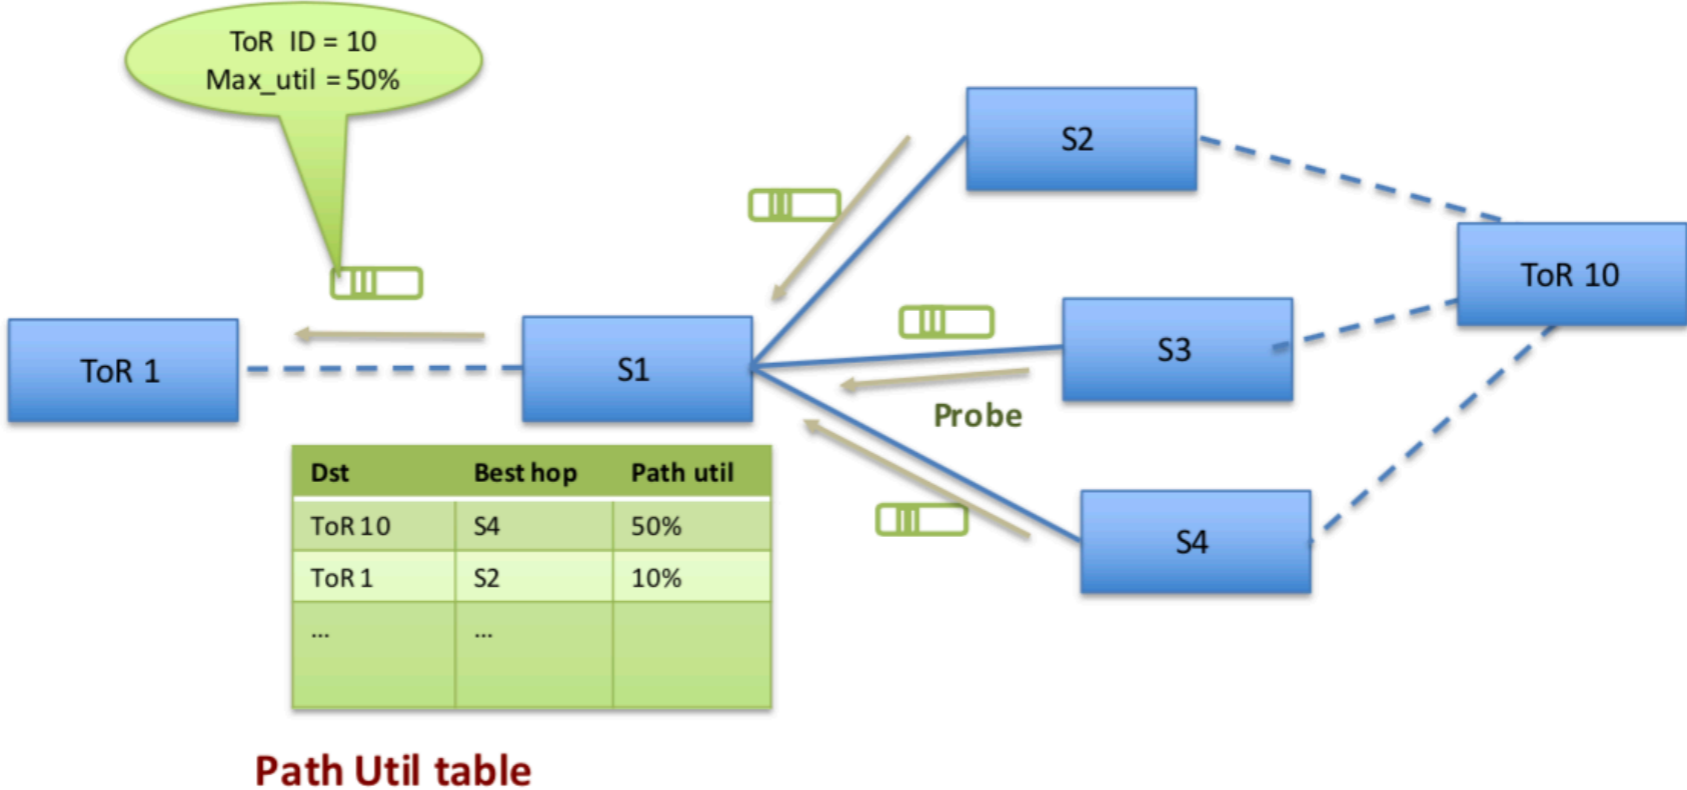 ToR ID = 10
Max_util = 50%
S2
ToR 10
S3
ToR 1
S1
Probe
S4
Dst Best hop Path util
ToR 10 S4 50%
ToR 1 S2 10%
... ...
Path Util table